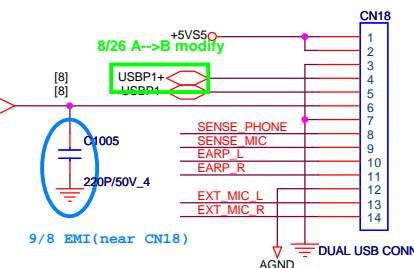 CN18
+5VS5
8/26 A-->B modify
1
2
3
[8]
USBP1+
4
[8]
USBP1-
5
6
7
SENSE_PHONE
8
SENSE_MIC
9
C1005
EARP_L
10
EARP_R
11
220P/50V_4
12
EXT_MIC_L
13
EXT_MIC_R
14
9/8 EMI(near CN18)
DUAL USB CONN
AGND